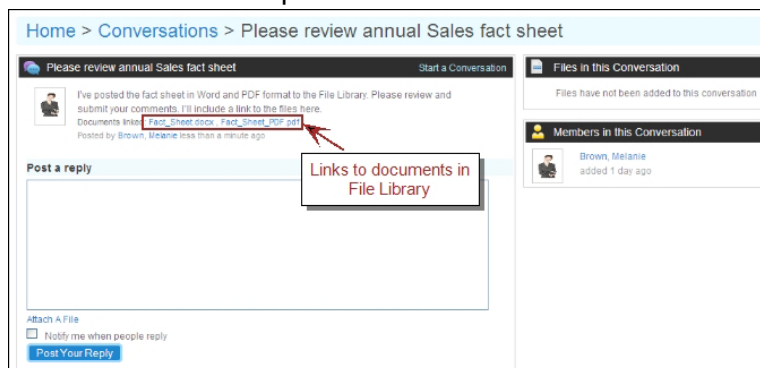 Home > Conversations > Please review annual Sales fact sheet
Please review annual Sales fact sheet
Start a Conversation
I've posted the fact sheet in Word and PDF format to the File Library. Please review and
submit your comments. I'll include a link to the files here.
Documents linked: Fact_Sheet.docx , Fact_Sheet_PDF.pdf
Posted by Brown, Melanie less than a minute ago
Links to documents in
File Library
Post a reply
Attach A File
Notify me when people reply
Post Your Reply
Files in this Conversation
Files have not been added to this conversation
Members in this Conversation
Brown, Melanie
added 1 day ago